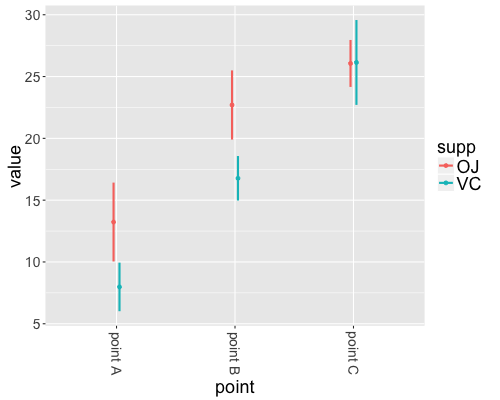 30
25
20
15
10
5
value
point A
point B
point C
point
supp
OJ
VC